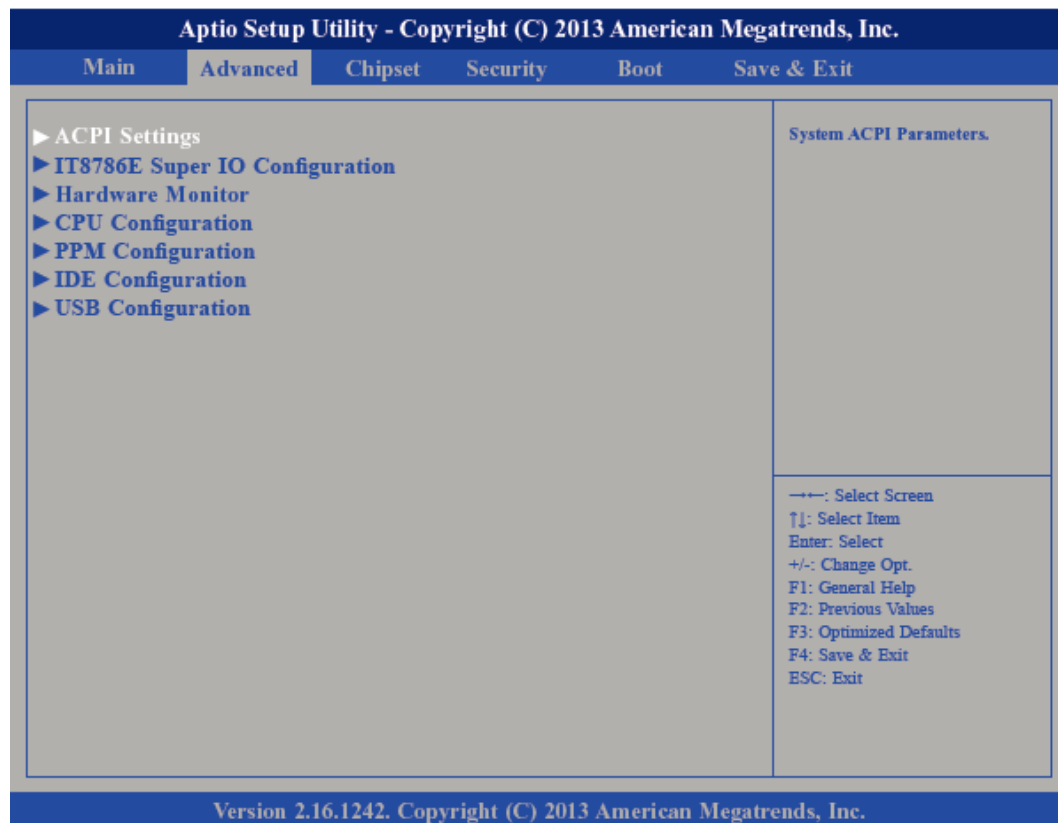 Aptio Setup Utility - Copyright (C) 2013 American Megatrends, Inc.
Main Advanced Chipset Security Boot Save & Exit
▶ ACPI Settings
▶ IT8786E Super IO Configuration
▶ Hardware Monitor
▶ CPU Configuration
▶ PPM Configuration
▶ IDE Configuration
▶ USB Configuration
System ACPI Parameters.
→←: Select Screen
↑↓: Select Item
Enter: Select
+/-: Change Opt.
F1: General Help
F2: Previous Values
F3: Optimized Defaults
F4: Save & Exit
ESC: Exit
Version 2.16.1242. Copyright (C) 2013 American Megatrends, Inc.